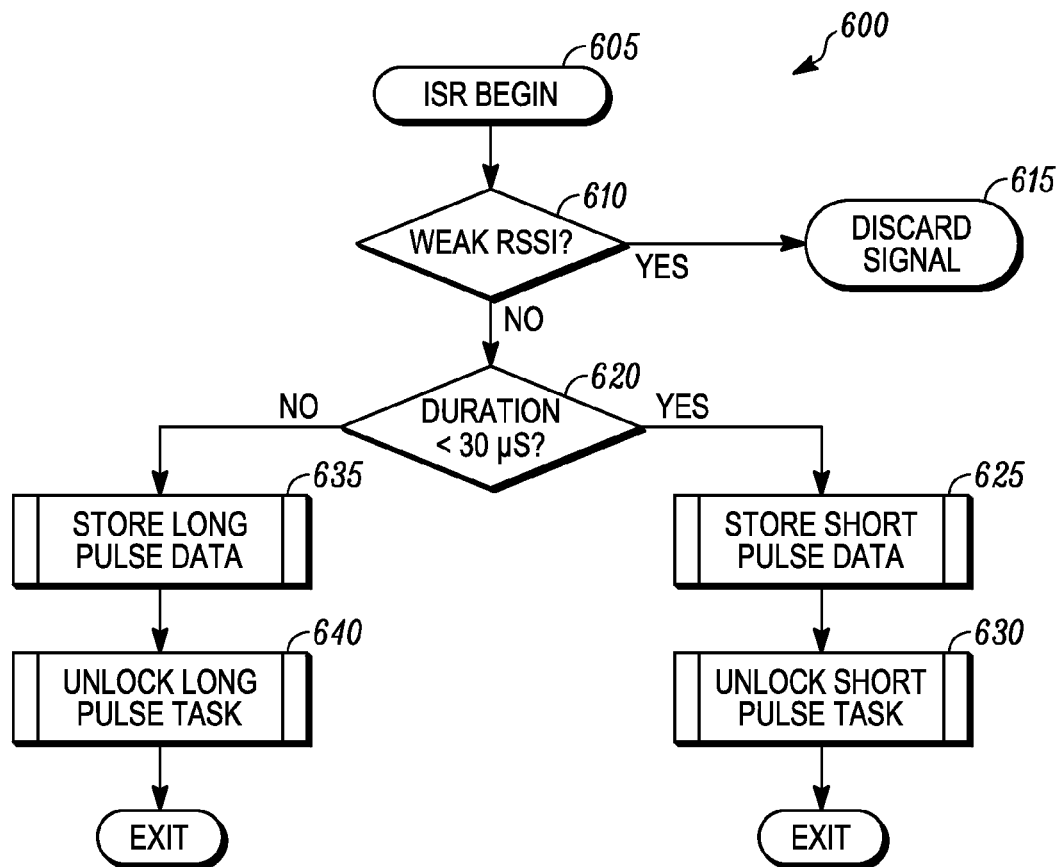 600
605
ISR BEGIN
610
WEAK RSSI?
YES
615
DISCARD
SIGNAL
NO
620
DURATION
< 30 µS?
NO
YES
635
STORE LONG
PULSE DATA
625
STORE SHORT
PULSE DATA
640
UNLOCK LONG
PULSE TASK
630
UNLOCK SHORT
PULSE TASK
EXIT
EXIT